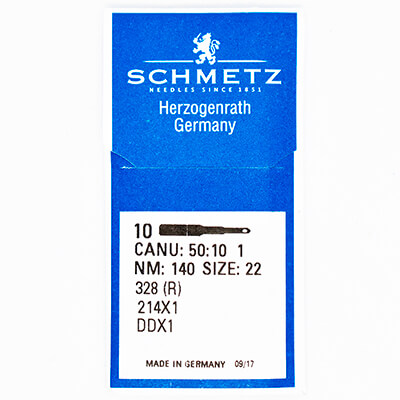 SCHMETZ
NEEDLES SINCE 1851
Herzogenrath
Germany
10
CANU: 50:10 1
NM: 140 SIZE: 22
328 (R)
214X1
DDX1
MADE IN GERMANY 09/17